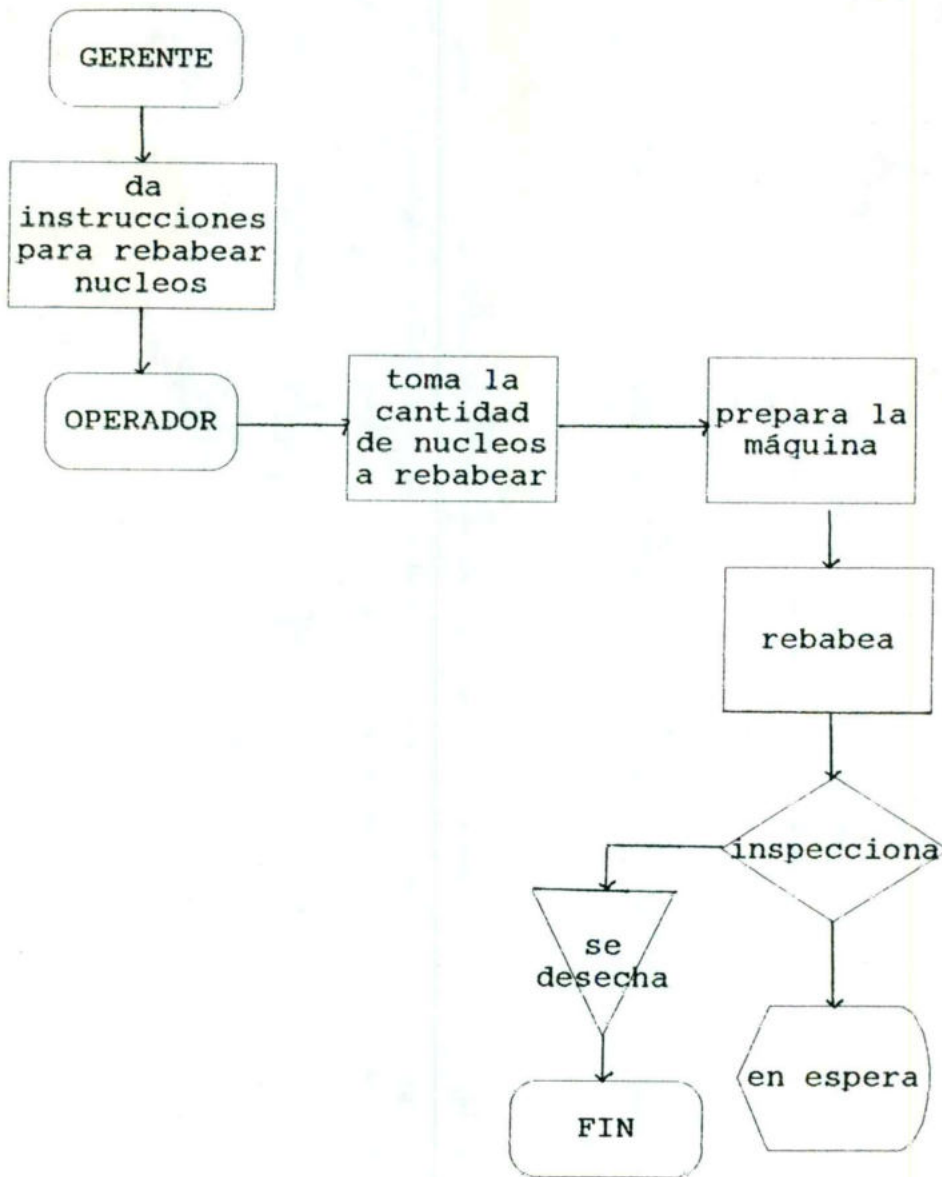 GERENTE
da
instrucciones
para rebabear
nucleos
OPERADOR
toma la
cantidad
de nucleos
a rebabear
prepara la
máquina
rebabea
inspecciona
se
desecha
en espera
FIN